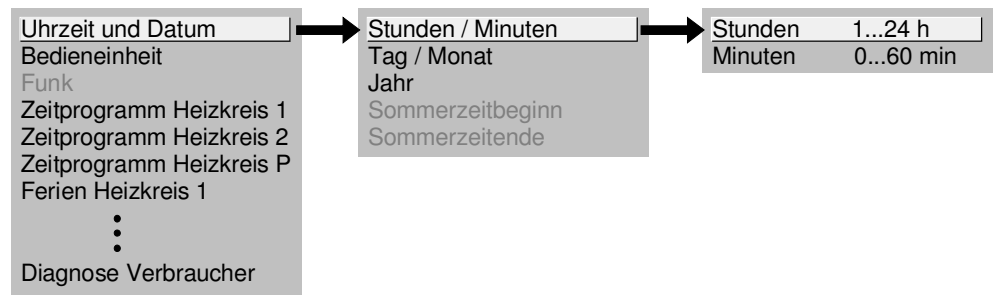 Uhrzeit und Datum
Bedieneinheit
Funk
Zeitprogramm Heizkreis 1
Zeitprogramm Heizkreis 2
Zeitprogramm Heizkreis P
Ferien Heizkreis 1
Diagnose Verbraucher
Stunden / Minuten
Tag / Monat
Jahr
Sommerzeitbeginn
Sommerzeitende
Stunden 1...24 h
Minuten 0...60 min